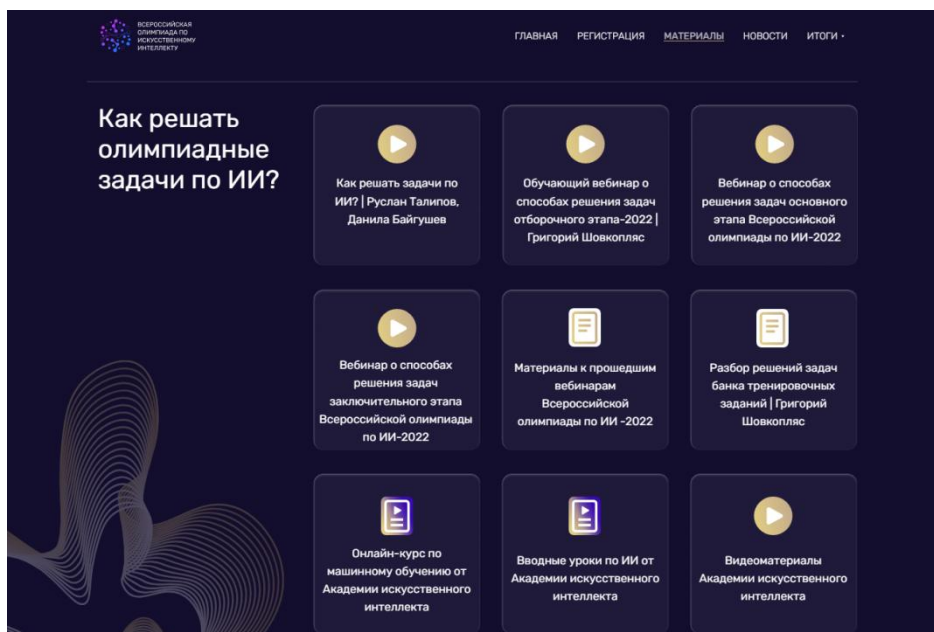 ВСЕРОССИЙСКАЯ
ОЛИМПИАДА ПО
ИСКУССТВЕННОМУ
ИНТЕЛЛЕКТУ
ГЛАВНАЯ РЕГИСТРАЦИЯ МАТЕРИАЛЫ НОВОСТИ ИТОГИ
Как решать
олимпиадные
задачи по ИИ?
Как решать задачи по
ИИ? | Руслан Талипов,
Данила Байгушев
Обучающий вебинар о
способах решения задач
отборочного этапа-2022 |
Григорий Шовкопляс
Вебинар о способах
решения задач основного
этапа Всероссийской
олимпиады по ИИ-2022
Вебинар о способах
решения задач
заключительного этапа
Всероссийской олимпиады
по ИИ-2022
Материалы к прошедшим
вебинарам
Всероссийской
олимпиады по ИИ -2022
Разбор решений задач
банка тренировочных
заданий | Григорий
Шовкопляс
Онлайн-курс по
машинному обучению от
Академии искусственного
интеллекта
Вводные уроки по ИИ от
Академии искусственного
интеллекта
Видеоматериалы
Академии искусственного
интеллекта